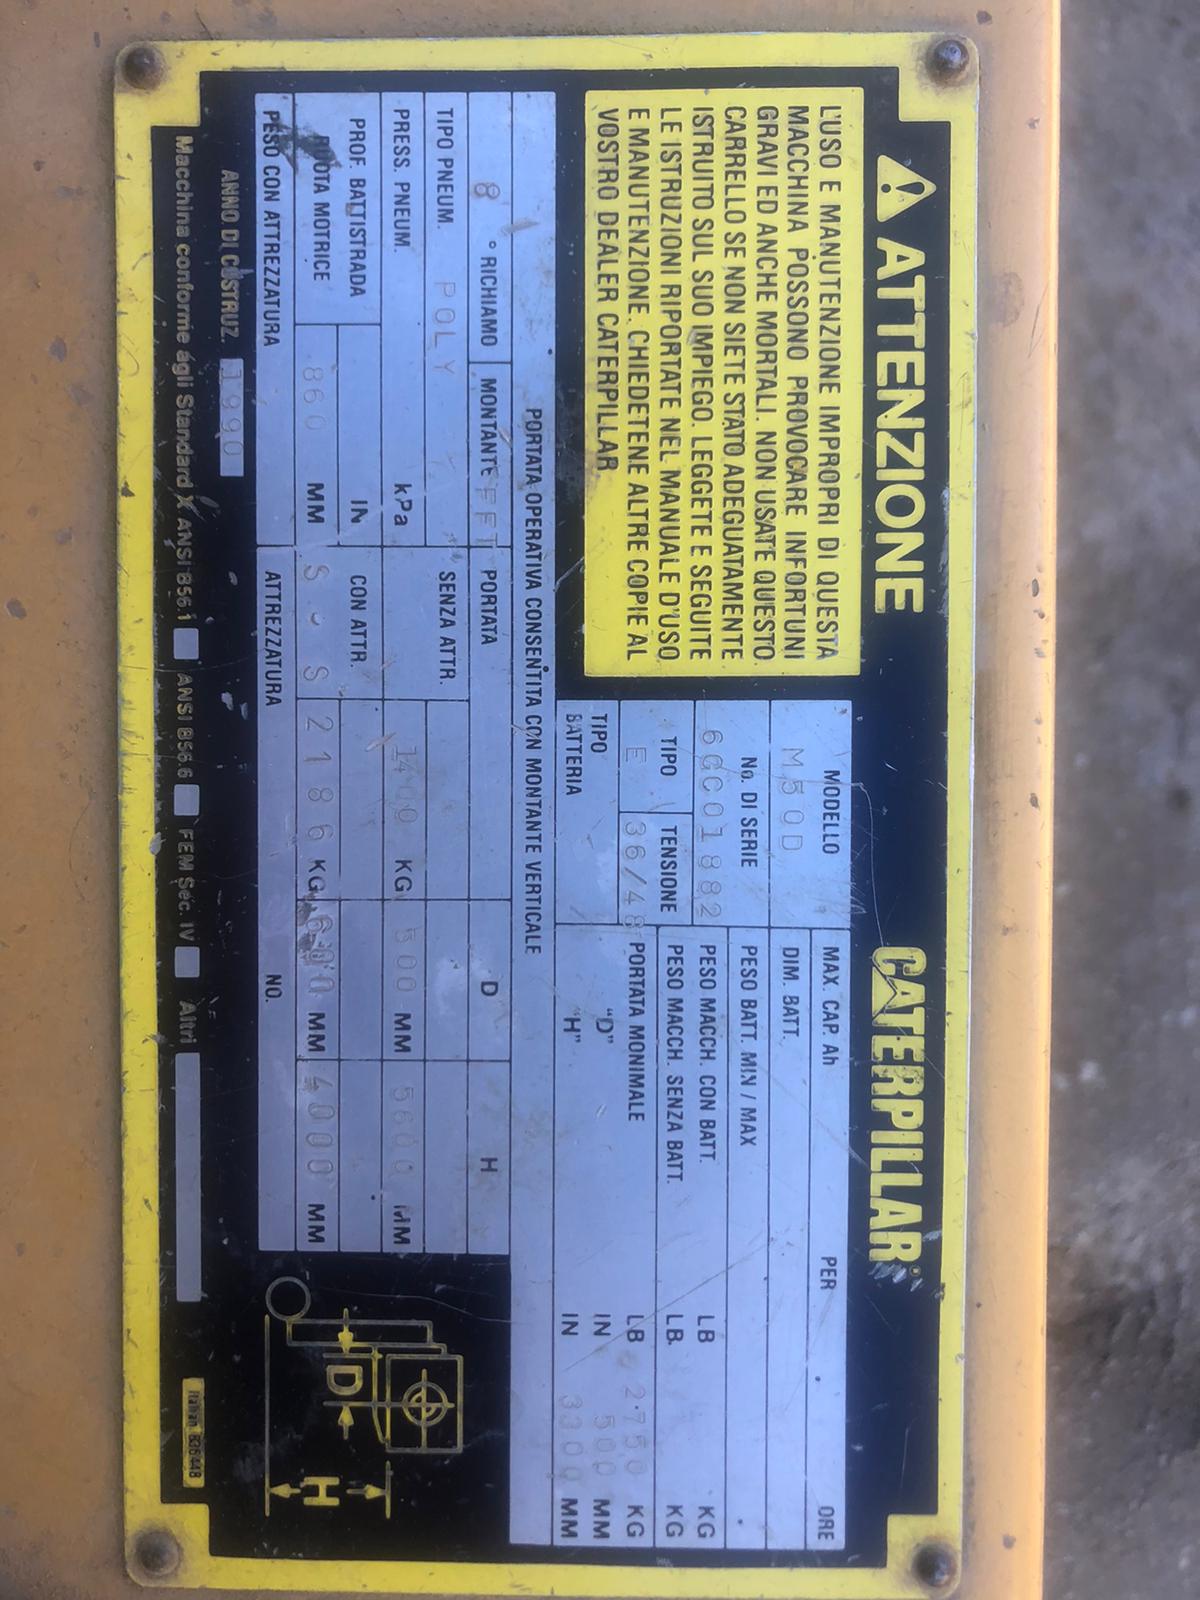 ⚠ ATTENZIONE
CATERPILLAR
L'USO E MANUTENZIONE IMPROPRI DI QUESTA
MACCHINA POSSONO PROVOCARE INFORTUNI
GRAVI ED ANCHE MORTALI. NON USATE QUESTO
CARRELLO SE NON SIETE STATO ADEGUATAMENTE
ISTRUITO SUL SUO IMPIEGO. LEGGETE E SEGUITE
LE ISTRUZIONI RIPORTATE NEL MANUALE D'USO
E MANUTENZIONE. CHIEDETENE ALTRE COPIE AL
VOSTRO DEALER CATERPILLAR
MODELLO
M50D
No. DI SERIE
6GC01882
TIPO TENSIONE
E 36/48
TIPO
BATTERIA
MAX. CAP. Ah PER ORE
DIM. BATT.
PESO BATT. MIN / MAX
PESO MACCH. CON BATT. LB KG
PESO MACCH. SENZA BATT. LB. KG
PORTATA MONIMALE LB 2.750 KG
"D" IN 500 MM
"H" IN 3300 MM
PORTATA OPERATIVA CONSENTITA CON MONTANTE VERTICALE
8 ° RICHIAMO MONTANTE FFT PORTATA D H
TIPO PNEUM. POLY SENZA ATTR.
PRESS. PNEUM. kPa 1400 KG 500 MM 5600 MM
PROF. BATTISTRADA IN CON ATTR.
RUOTA MOTRICE 860 MM S.S 2186 KG 600 MM 4000 MM
PESO CON ATTREZZATURA ATTREZZATURA NO.
ANNO DI COSTRUZ. 1990
Macchina conforme agli Standard X ANSI B56.1 ANSI B56.6 FEM Sec. IV Altri
D
H
Italian 836448